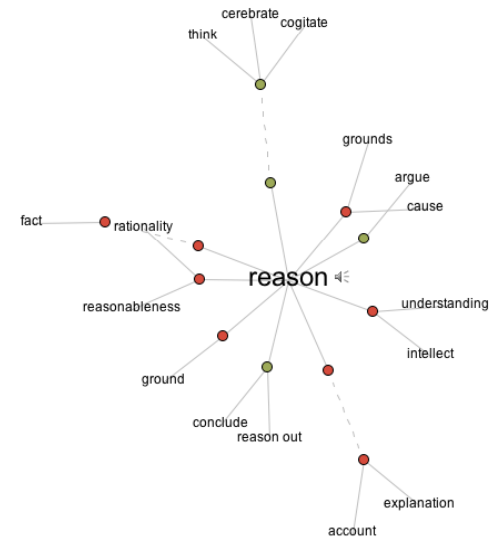 cerebrate
cogitate
think
grounds
argue
cause
fact
rationality
reason
understanding
reasonableness
intellect
ground
conclude
reason out
explanation
account